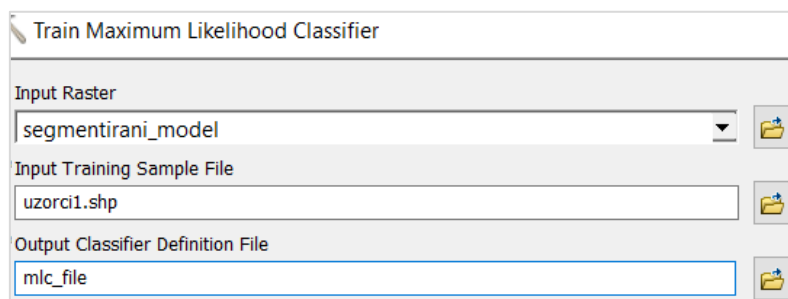 Train Maximum Likelihood Classifier
Input Raster
segmentirani_model
Input Training Sample File
uzorci1.shp
Output Classifier Definition File
mlc_file